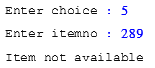 Enter choice : 5
Enter itemno : 289
Item not available